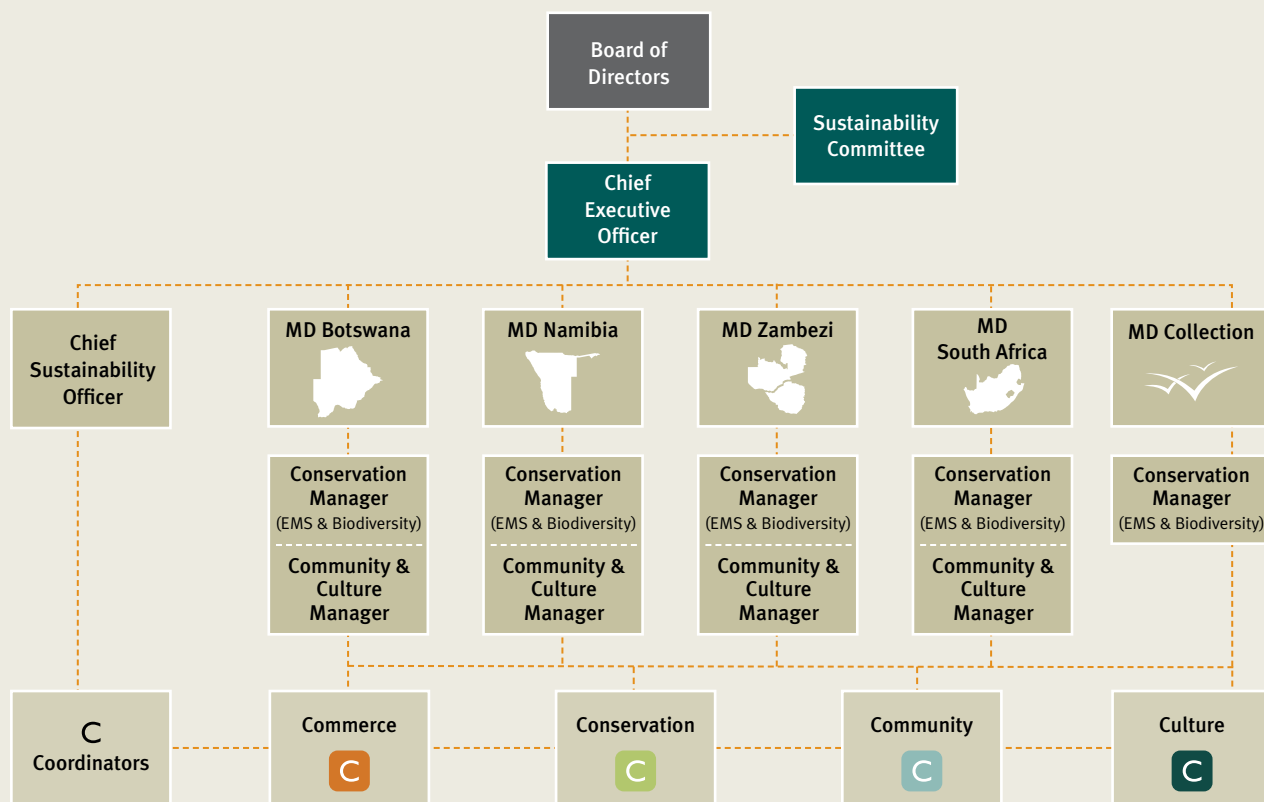 Board of
Directors
Sustainability
Committee
Chief
Executive
Officer
Chief
Sustainability
Officer
MD Botswana
MD Namibia
MD Zambezi
MD
South Africa
MD Collection
Conservation
Manager
(EMS & Biodiversity)
Community &
Culture
Manager
Conservation
Manager
(EMS & Biodiversity)
Community &
Culture
Manager
Conservation
Manager
(EMS & Biodiversity)
Community &
Culture
Manager
Conservation
Manager
(EMS & Biodiversity)
Community &
Culture
Manager
Conservation
Manager
(EMS & Biodiversity)
C
Coordinators
Commerce
C
Conservation
C
Community
C
Culture
C